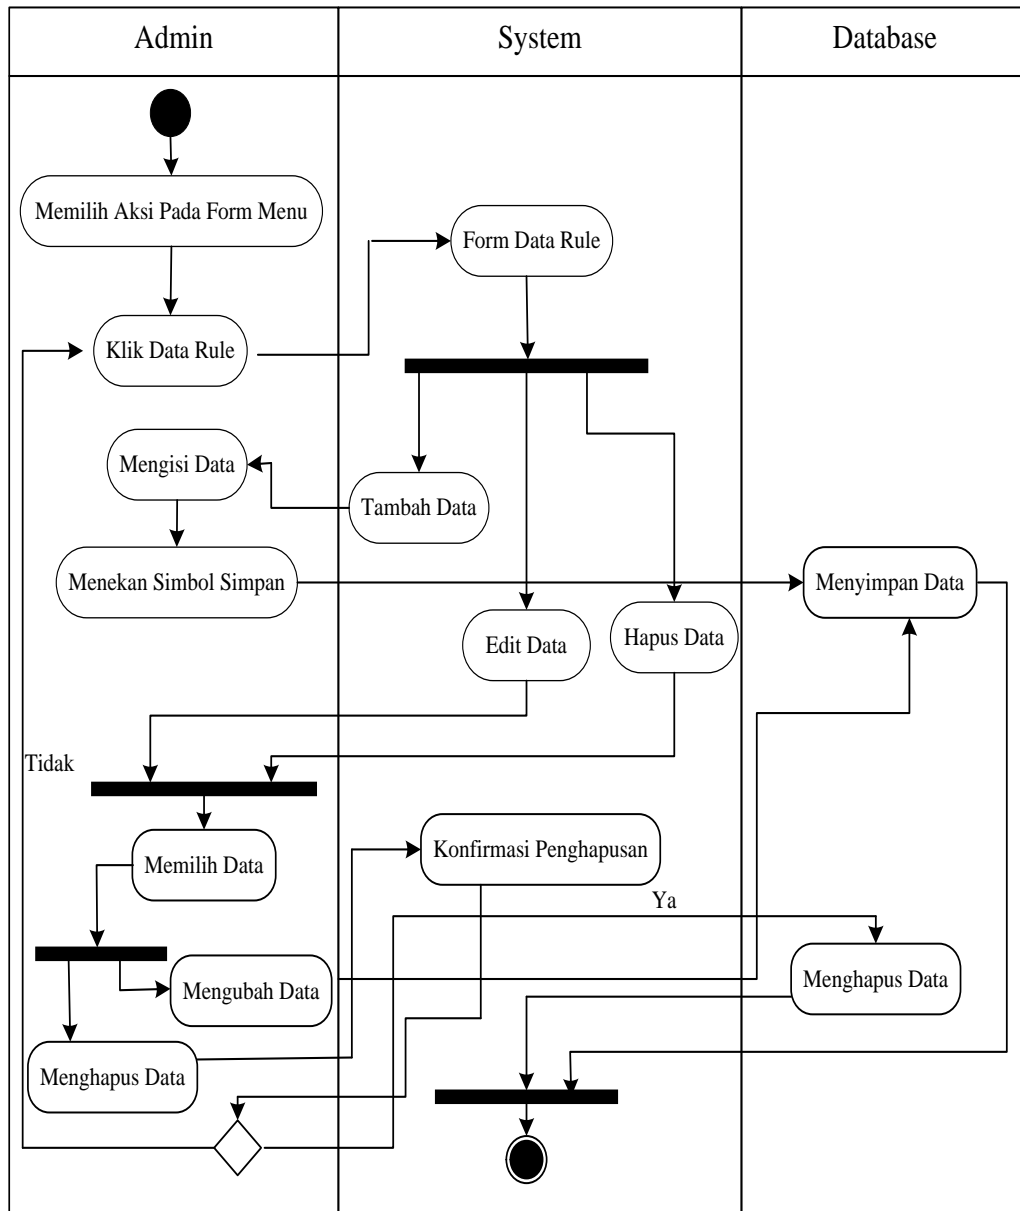 Admin
System
Database
Memilih Aksi Pada Form Menu
Form Data Rule
Klik Data Rule
Mengisi Data
Tambah Data
Menekan Simbol Simpan
Menyimpan Data
Edit Data
Hapus Data
Tidak
Memilih Data
Konfirmasi Penghapusan
Ya
Mengubah Data
Menghapus Data
Menghapus Data